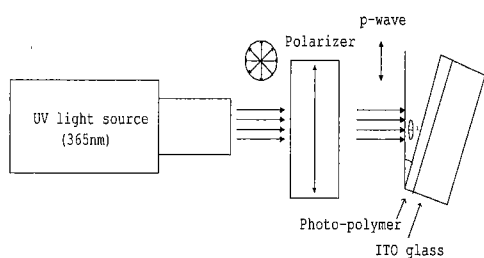 p-wave
Polarizer
UV light source
(365nm)
Photo-polymer
ITO glass